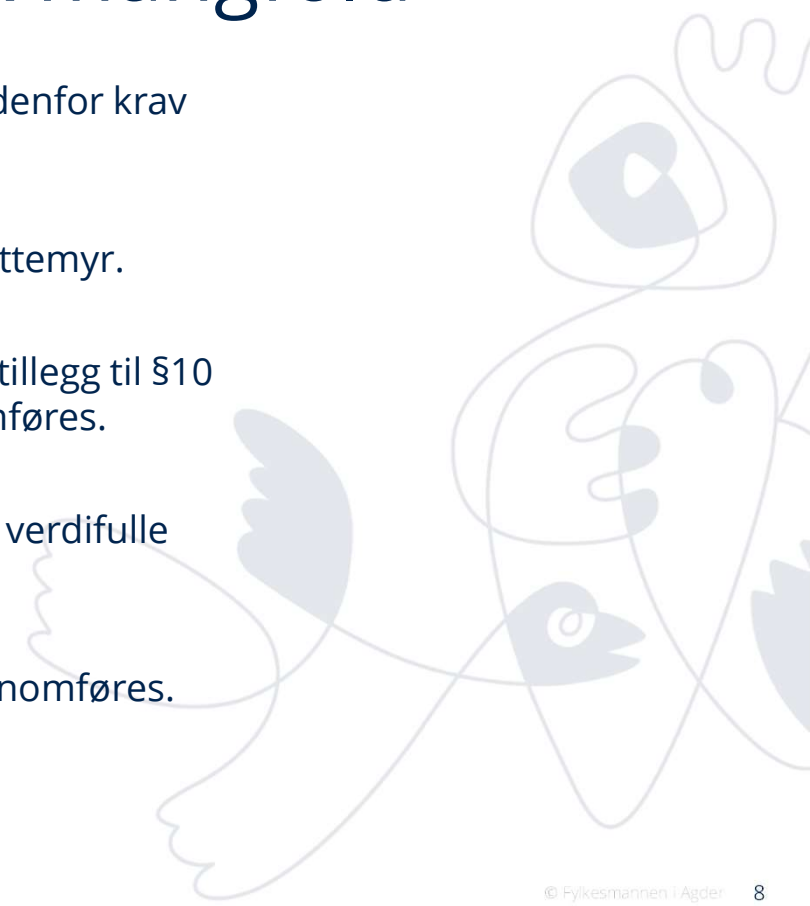 denfor krav
ttemyr.
tillegg til §10
nføres.
verdifulle
nomføres.
© Fylkesmannen i Agder 8